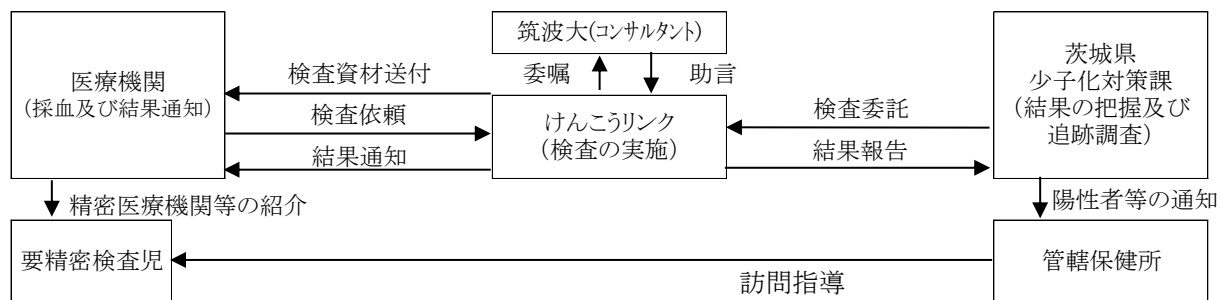 筑波大(コンサルタント)
医療機関
(採血及び結果通知)
茨城県
少子化対策課
(結果の把握及び
追跡調査)
委嘱
助言
検査資材送付
検査依頼
結果通知
けんこうリンク
(検査の実施)
検査委託
結果報告
精密医療機関等の紹介
陽性者等の通知
要精密検査児
管轄保健所
訪問指導